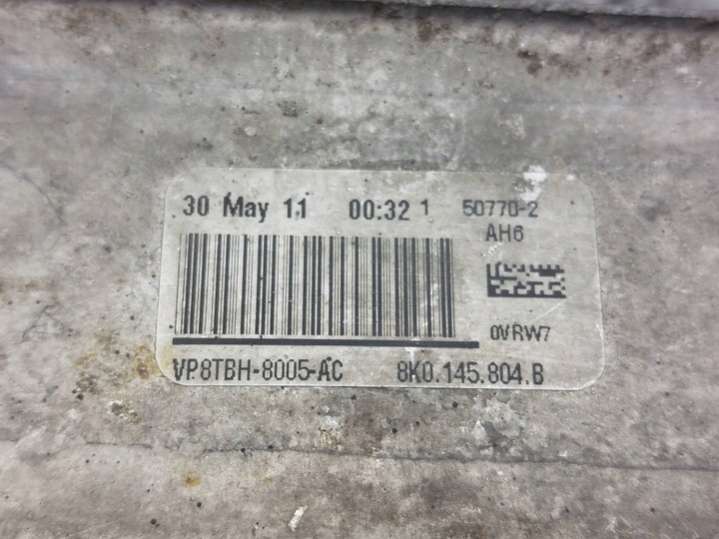 30 May 11 00:32 1 50770-2
AH6
0VRW7
VP8TBH-8005-AC 8K0.145.804.B